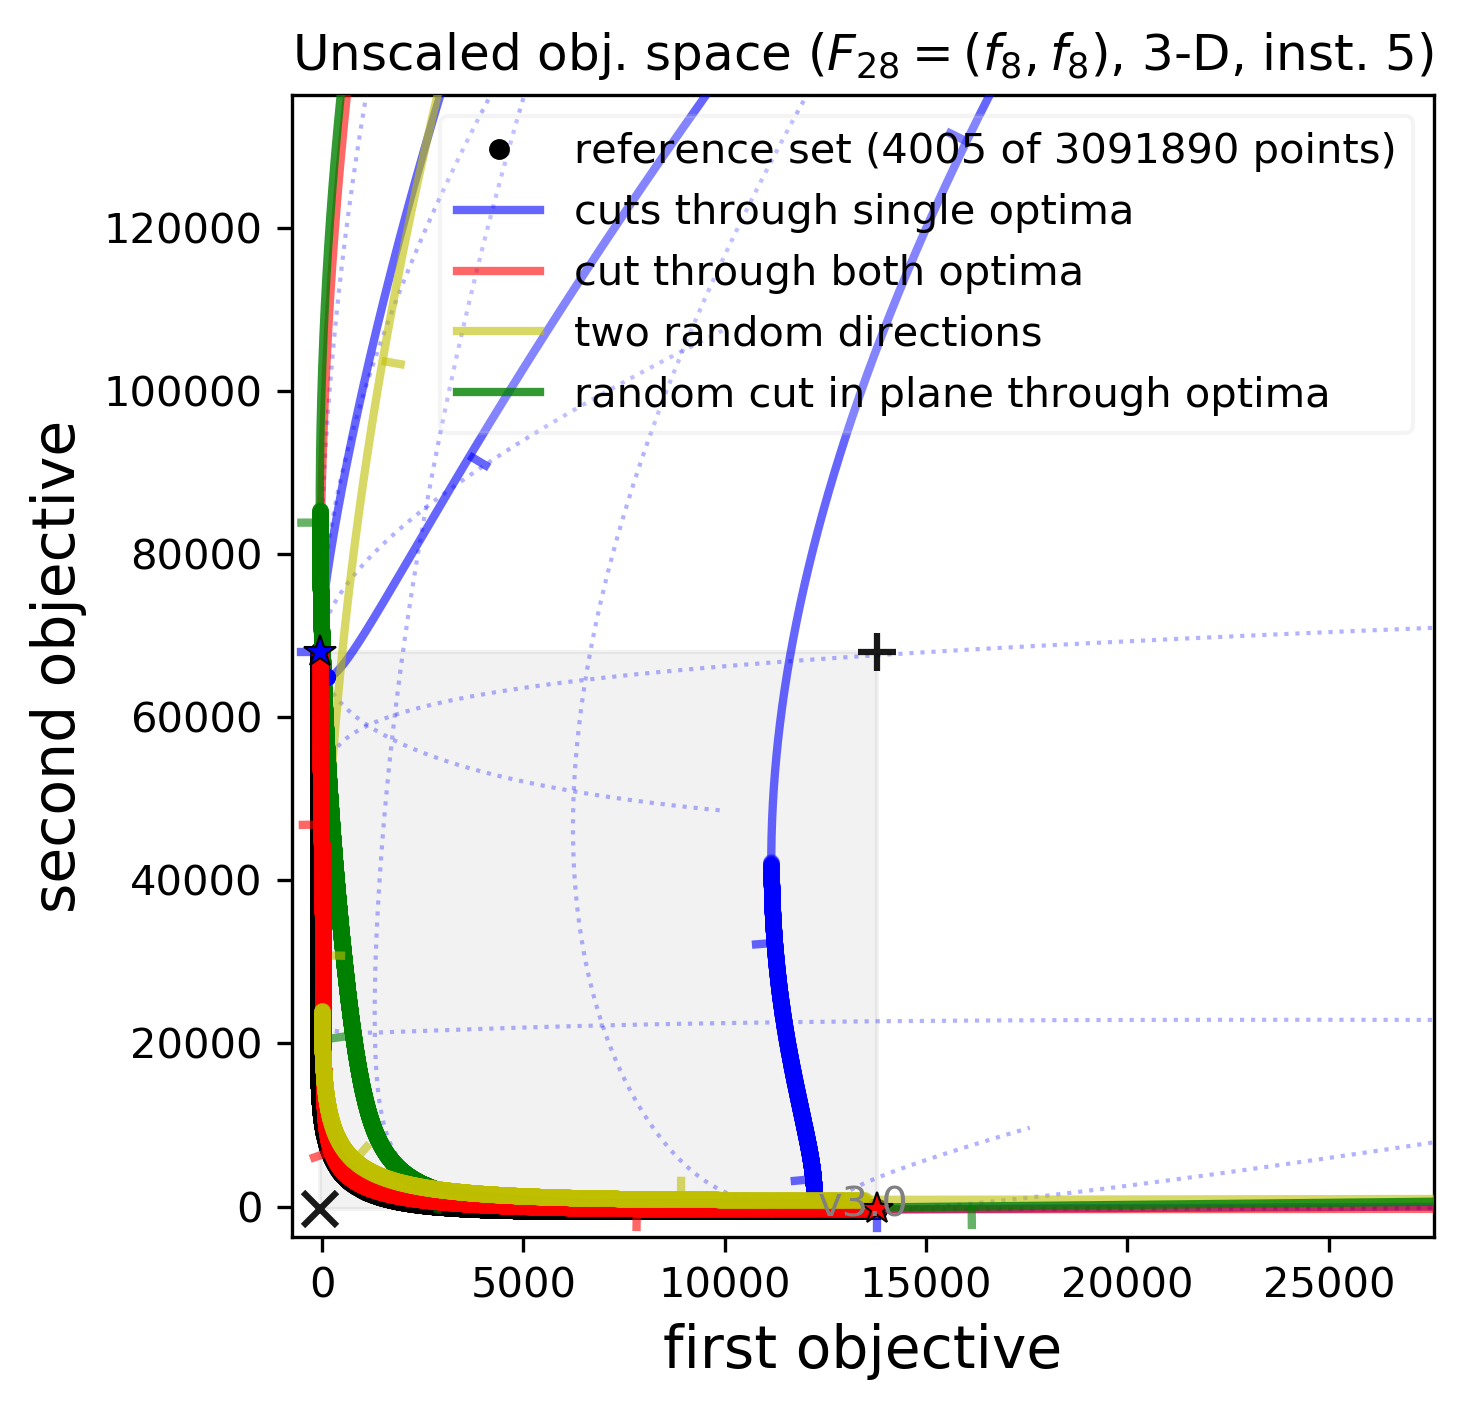 Unscaled obj. space (F28 = (f8, f8), 3-D, inst. 5)
reference set (4005 of 3091890 points)
cuts through single optima
cut through both optima
two random directions
random cut in plane through optima
second objective
120000
100000
80000
60000
40000
20000
0
v3.0
0 5000 10000 15000 20000 25000
first objective